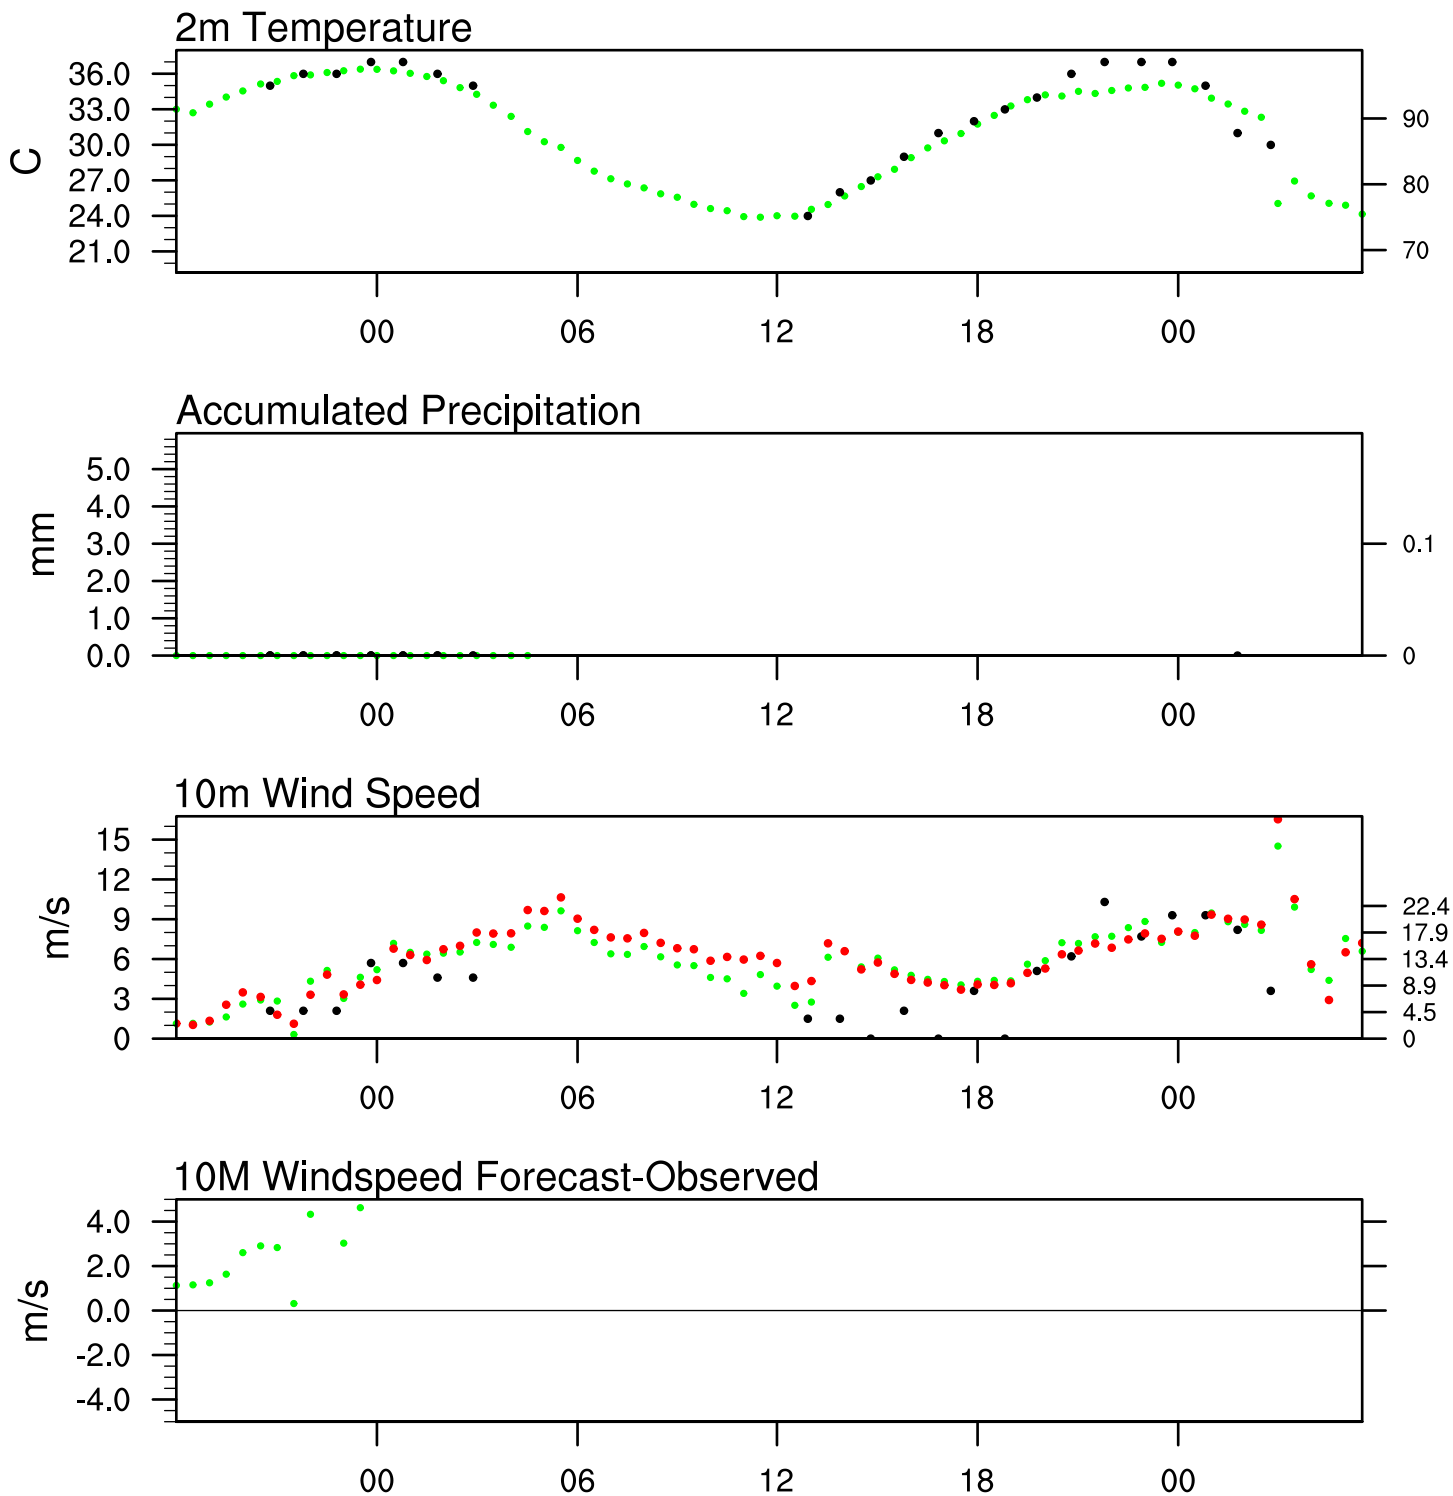 2m Temperature
36.0
33.0
30.0
27.0
24.0
21.0
C
90
80
70
00 06 12 18 00
Accumulated Precipitation
5.0
4.0
3.0
2.0
1.0
0.0
mm
0.1
0
00 06 12 18 00
10m Wind Speed
15
12
9
6
3
0
m/s
22.4
17.9
13.4
8.9
4.5
0
00 06 12 18 00
10M Windspeed Forecast-Observed
4.0
2.0
0.0
-2.0
-4.0
m/s
00 06 12 18 00